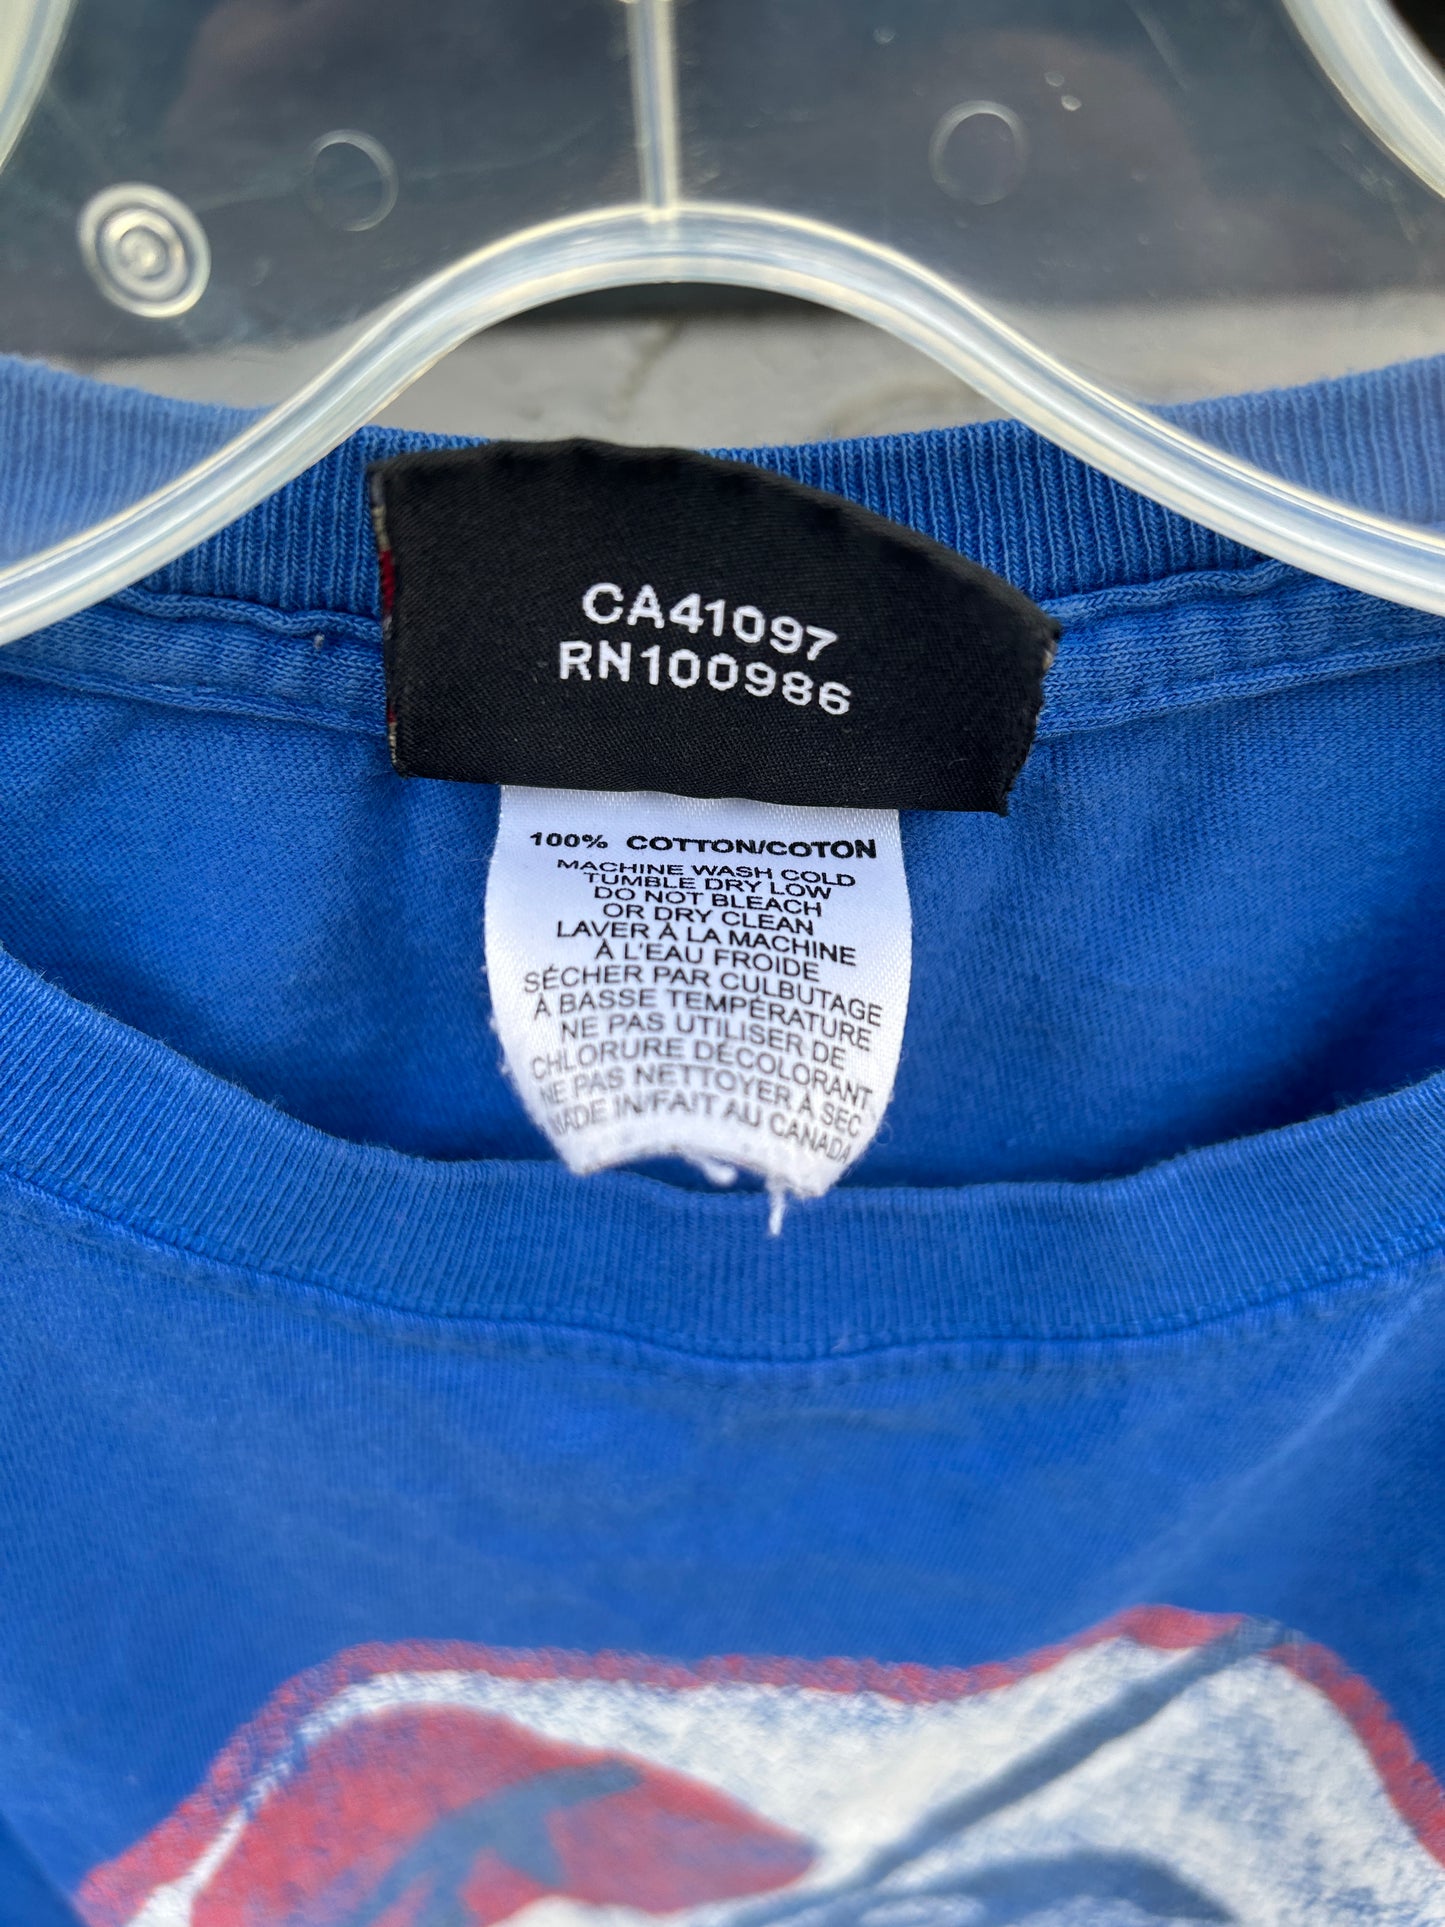 CA41097
RN100986
100% COTTON/COTON
MACHINE WASH COLD
TUMBLE DRY LOW
DO NOT BLEACH
OR DRY CLEAN
LAVER À LA MACHINE
À L'EAU FROIDE
SÉCHER PAR CULBUTAGE
À BASSE TEMPÉRATURE
NE PAS UTILISER DE
CHLORURE DÉCOLORANT
NE PAS NETTOYER À SEC
MADE IN/FAIT AU CANADA